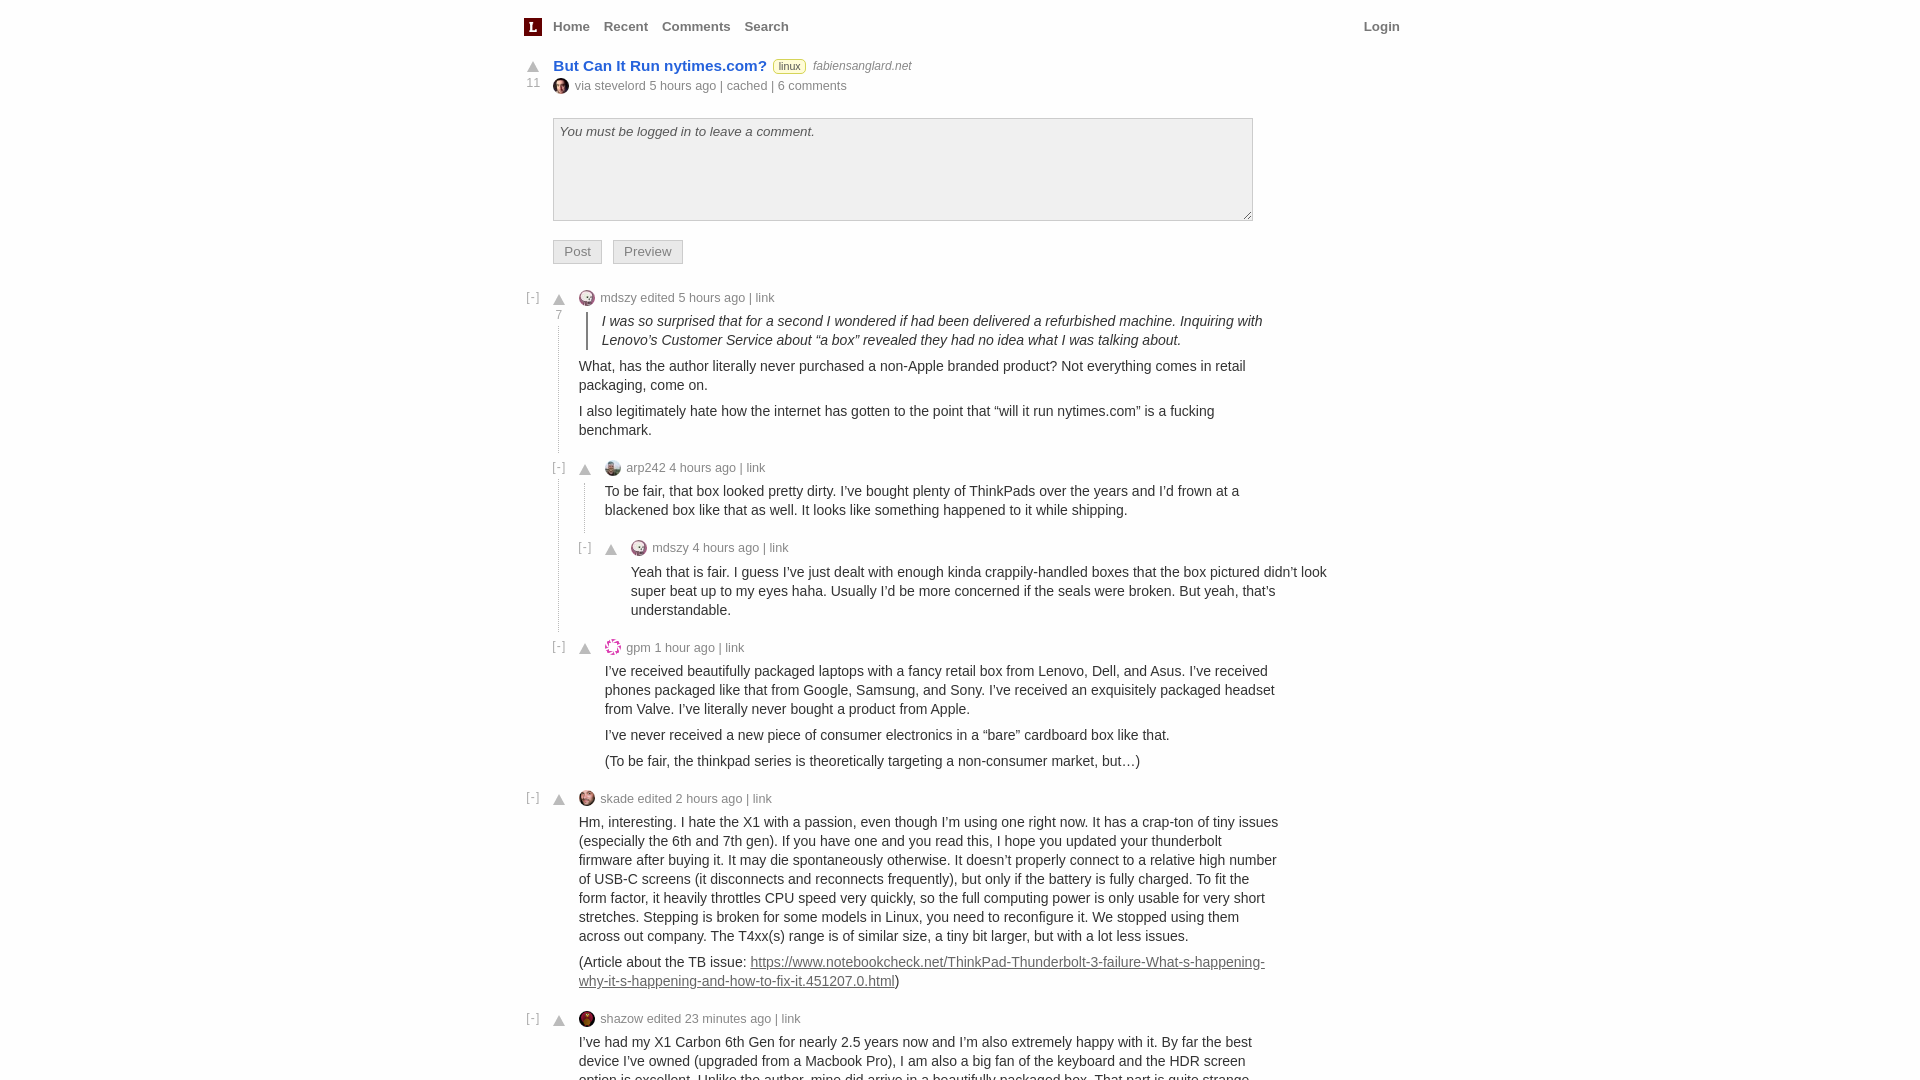 L Home Recent Comments Search Login
But Can It Run nytimes.com? linux fabiensanglard.net
11 via stevelord 5 hours ago | cached | 6 comments
You must be logged in to leave a comment.
Post Preview
[-] mdszy edited 5 hours ago | link
7
I was so surprised that for a second I wondered if had been delivered a refurbished machine. Inquiring with
Lenovo’s Customer Service about “a box” revealed they had no idea what I was talking about.
What, has the author literally never purchased a non-Apple branded product? Not everything comes in retail
packaging, come on.
I also legitimately hate how the internet has gotten to the point that “will it run nytimes.com” is a fucking
benchmark.
[-] arp242 4 hours ago | link
To be fair, that box looked pretty dirty. I’ve bought plenty of ThinkPads over the years and I’d frown at a
blackened box like that as well. It looks like something happened to it while shipping.
[-] mdszy 4 hours ago | link
Yeah that is fair. I guess I’ve just dealt with enough kinda crappily-handled boxes that the box pictured didn’t look
super beat up to my eyes haha. Usually I’d be more concerned if the seals were broken. But yeah, that’s
understandable.
[-] gpm 1 hour ago | link
I’ve received beautifully packaged laptops with a fancy retail box from Lenovo, Dell, and Asus. I’ve received
phones packaged like that from Google, Samsung, and Sony. I’ve received an exquisitely packaged headset
from Valve. I’ve literally never bought a product from Apple.
I’ve never received a new piece of consumer electronics in a “bare” cardboard box like that.
(To be fair, the thinkpad series is theoretically targeting a non-consumer market, but…)
[-] skade edited 2 hours ago | link
Hm, interesting. I hate the X1 with a passion, even though I’m using one right now. It has a crap-ton of tiny issues
(especially the 6th and 7th gen). If you have one and you read this, I hope you updated your thunderbolt
firmware after buying it. It may die spontaneously otherwise. It doesn’t properly connect to a relative high number
of USB-C screens (it disconnects and reconnects frequently), but only if the battery is fully charged. To fit the
form factor, it heavily throttles CPU speed very quickly, so the full computing power is only usable for very short
stretches. Stepping is broken for some models in Linux, you need to reconfigure it. We stopped using them
across out company. The T4xx(s) range is of similar size, a tiny bit larger, but with a lot less issues.
(Article about the TB issue: https://www.notebookcheck.net/ThinkPad-Thunderbolt-3-failure-What-s-happening-
why-it-s-happening-and-how-to-fix-it.451207.0.html)
[-] shazow edited 23 minutes ago | link
I’ve had my X1 Carbon 6th Gen for nearly 2.5 years now and I’m also extremely happy with it. By far the best
device I’ve owned (upgraded from a Macbook Pro), I am also a big fan of the keyboard and the HDR screen
option is excellent. Unlike the author, mine did arrive in a beautifully packaged box. That part is quite strange.